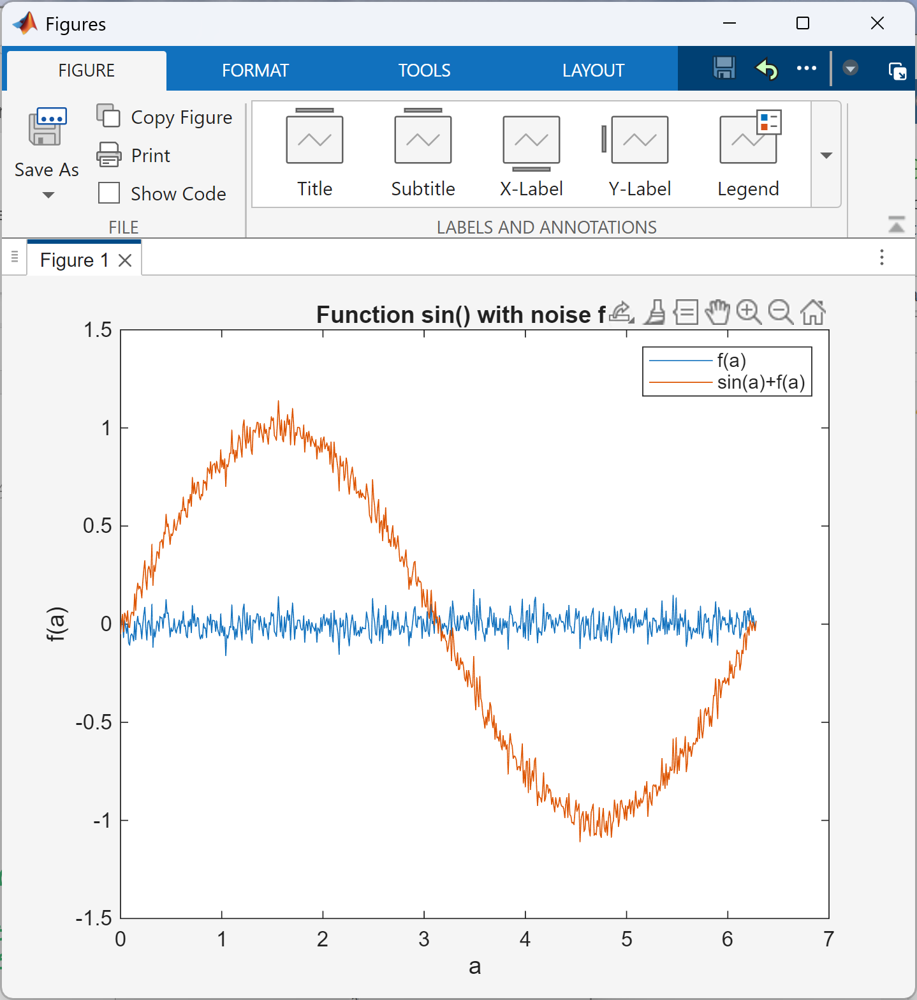 Figures
FIGURE FORMAT TOOLS LAYOUT
Save As
Copy Figure
Print
Show Code
FILE
Title Subtitle X-Label Y-Label Legend
LABELS AND ANNOTATIONS
Figure 1
Function sin() with noise f
f(a)
sin(a)+f(a)
1.5
1
0.5
0
-0.5
-1
-1.5
f(a)
0 1 2 3 4 5 6 7
a